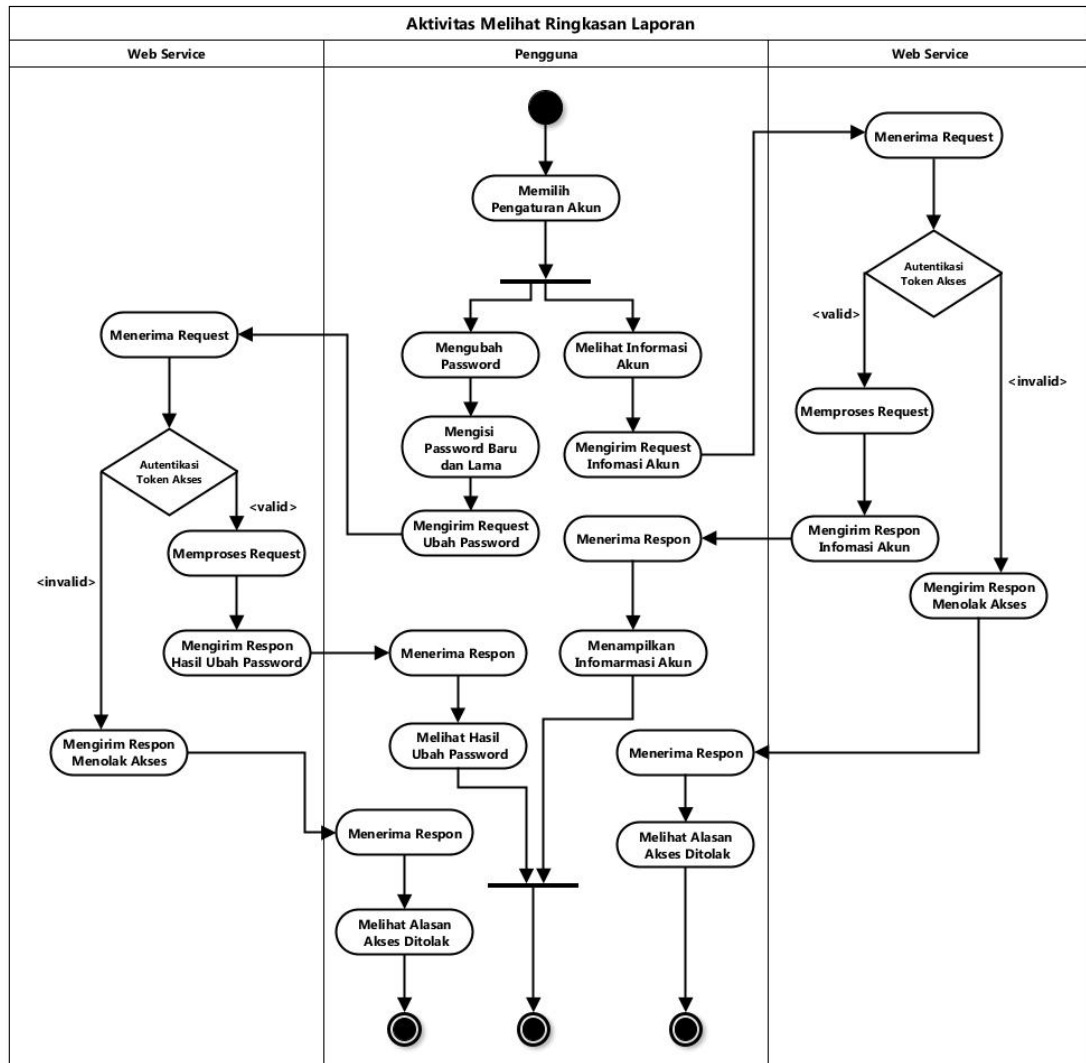 Aktivitas Melihat Ringkasan Laporan
Web Service
Pengguna
Web Service
Menerima Request
Memilih
Pengaturan Akun
Autentikasi
Token Akses
<valid>
<invalid>
Menerima Request
Mengubah
Password
Melihat Informasi
Akun
Memproses Request
Mengisi
Password Baru
dan Lama
Mengirim Request
Infomasi Akun
Autentikasi
Token Akses
<valid>
<invalid>
Mengirim Request
Ubah Password
Menerima Respon
Mengirim Respon
Infomasi Akun
Memproses Request
Mengirim Respon
Menolak Akses
Mengirim Respon
Hasil Ubah Password
Menerima Respon
Menampilkan
Infomarmasi Akun
Mengirim Respon
Menolak Akses
Melihat Hasil
Ubah Password
Menerima Respon
Menerima Respon
Melihat Alasan
Akses Ditolak
Melihat Alasan
Akses Ditolak